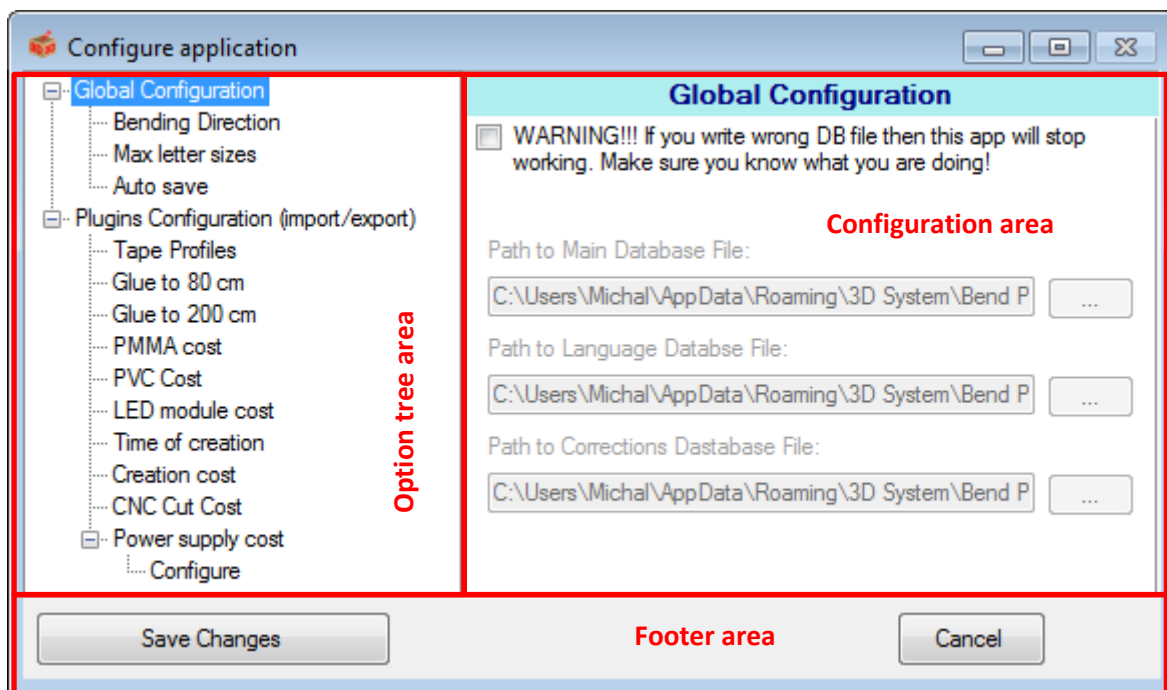 Configure application
Global Configuration
Bending Direction
Max letter sizes
Auto save
Plugins Configuration (import/export)
Tape Profiles
Glue to 80 cm
Glue to 200 cm
PMMA cost
PVC Cost
LED module cost
Time of creation
Creation cost
CNC Cut Cost
Power supply cost
Configure
Option tree area
Global Configuration
WARNING!!! If you write wrong DB file then this app will stop
working. Make sure you know what you are doing!
Configuration area
Path to Main Database File:
C:\Users\Michal\AppData\Roaming\3D System\Bend P
...
Path to Language Databse File:
C:\Users\Michal\AppData\Roaming\3D System\Bend P
...
Path to Corrections Dastabase File:
C:\Users\Michal\AppData\Roaming\3D System\Bend P
...
Save Changes
Footer area
Cancel